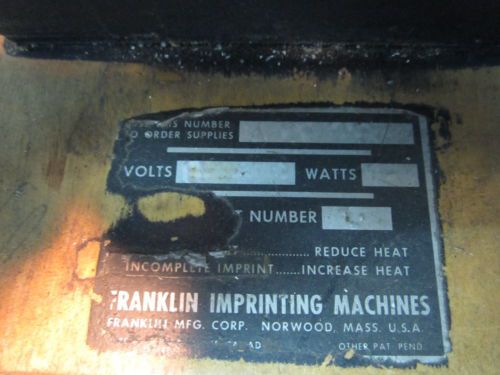 NUMBER
ORDER SUPPLIES
VOLTS WATTS
NUMBER
REDUCE HEAT
INCOMPLETE IMPRINT.......INCREASE HEAT
FRANKLIN IMPRINTING MACHINES
FRANKLIN MFG. CORP. NORWOOD, MASS. U.S.A.
OTHER PAT. PEND.